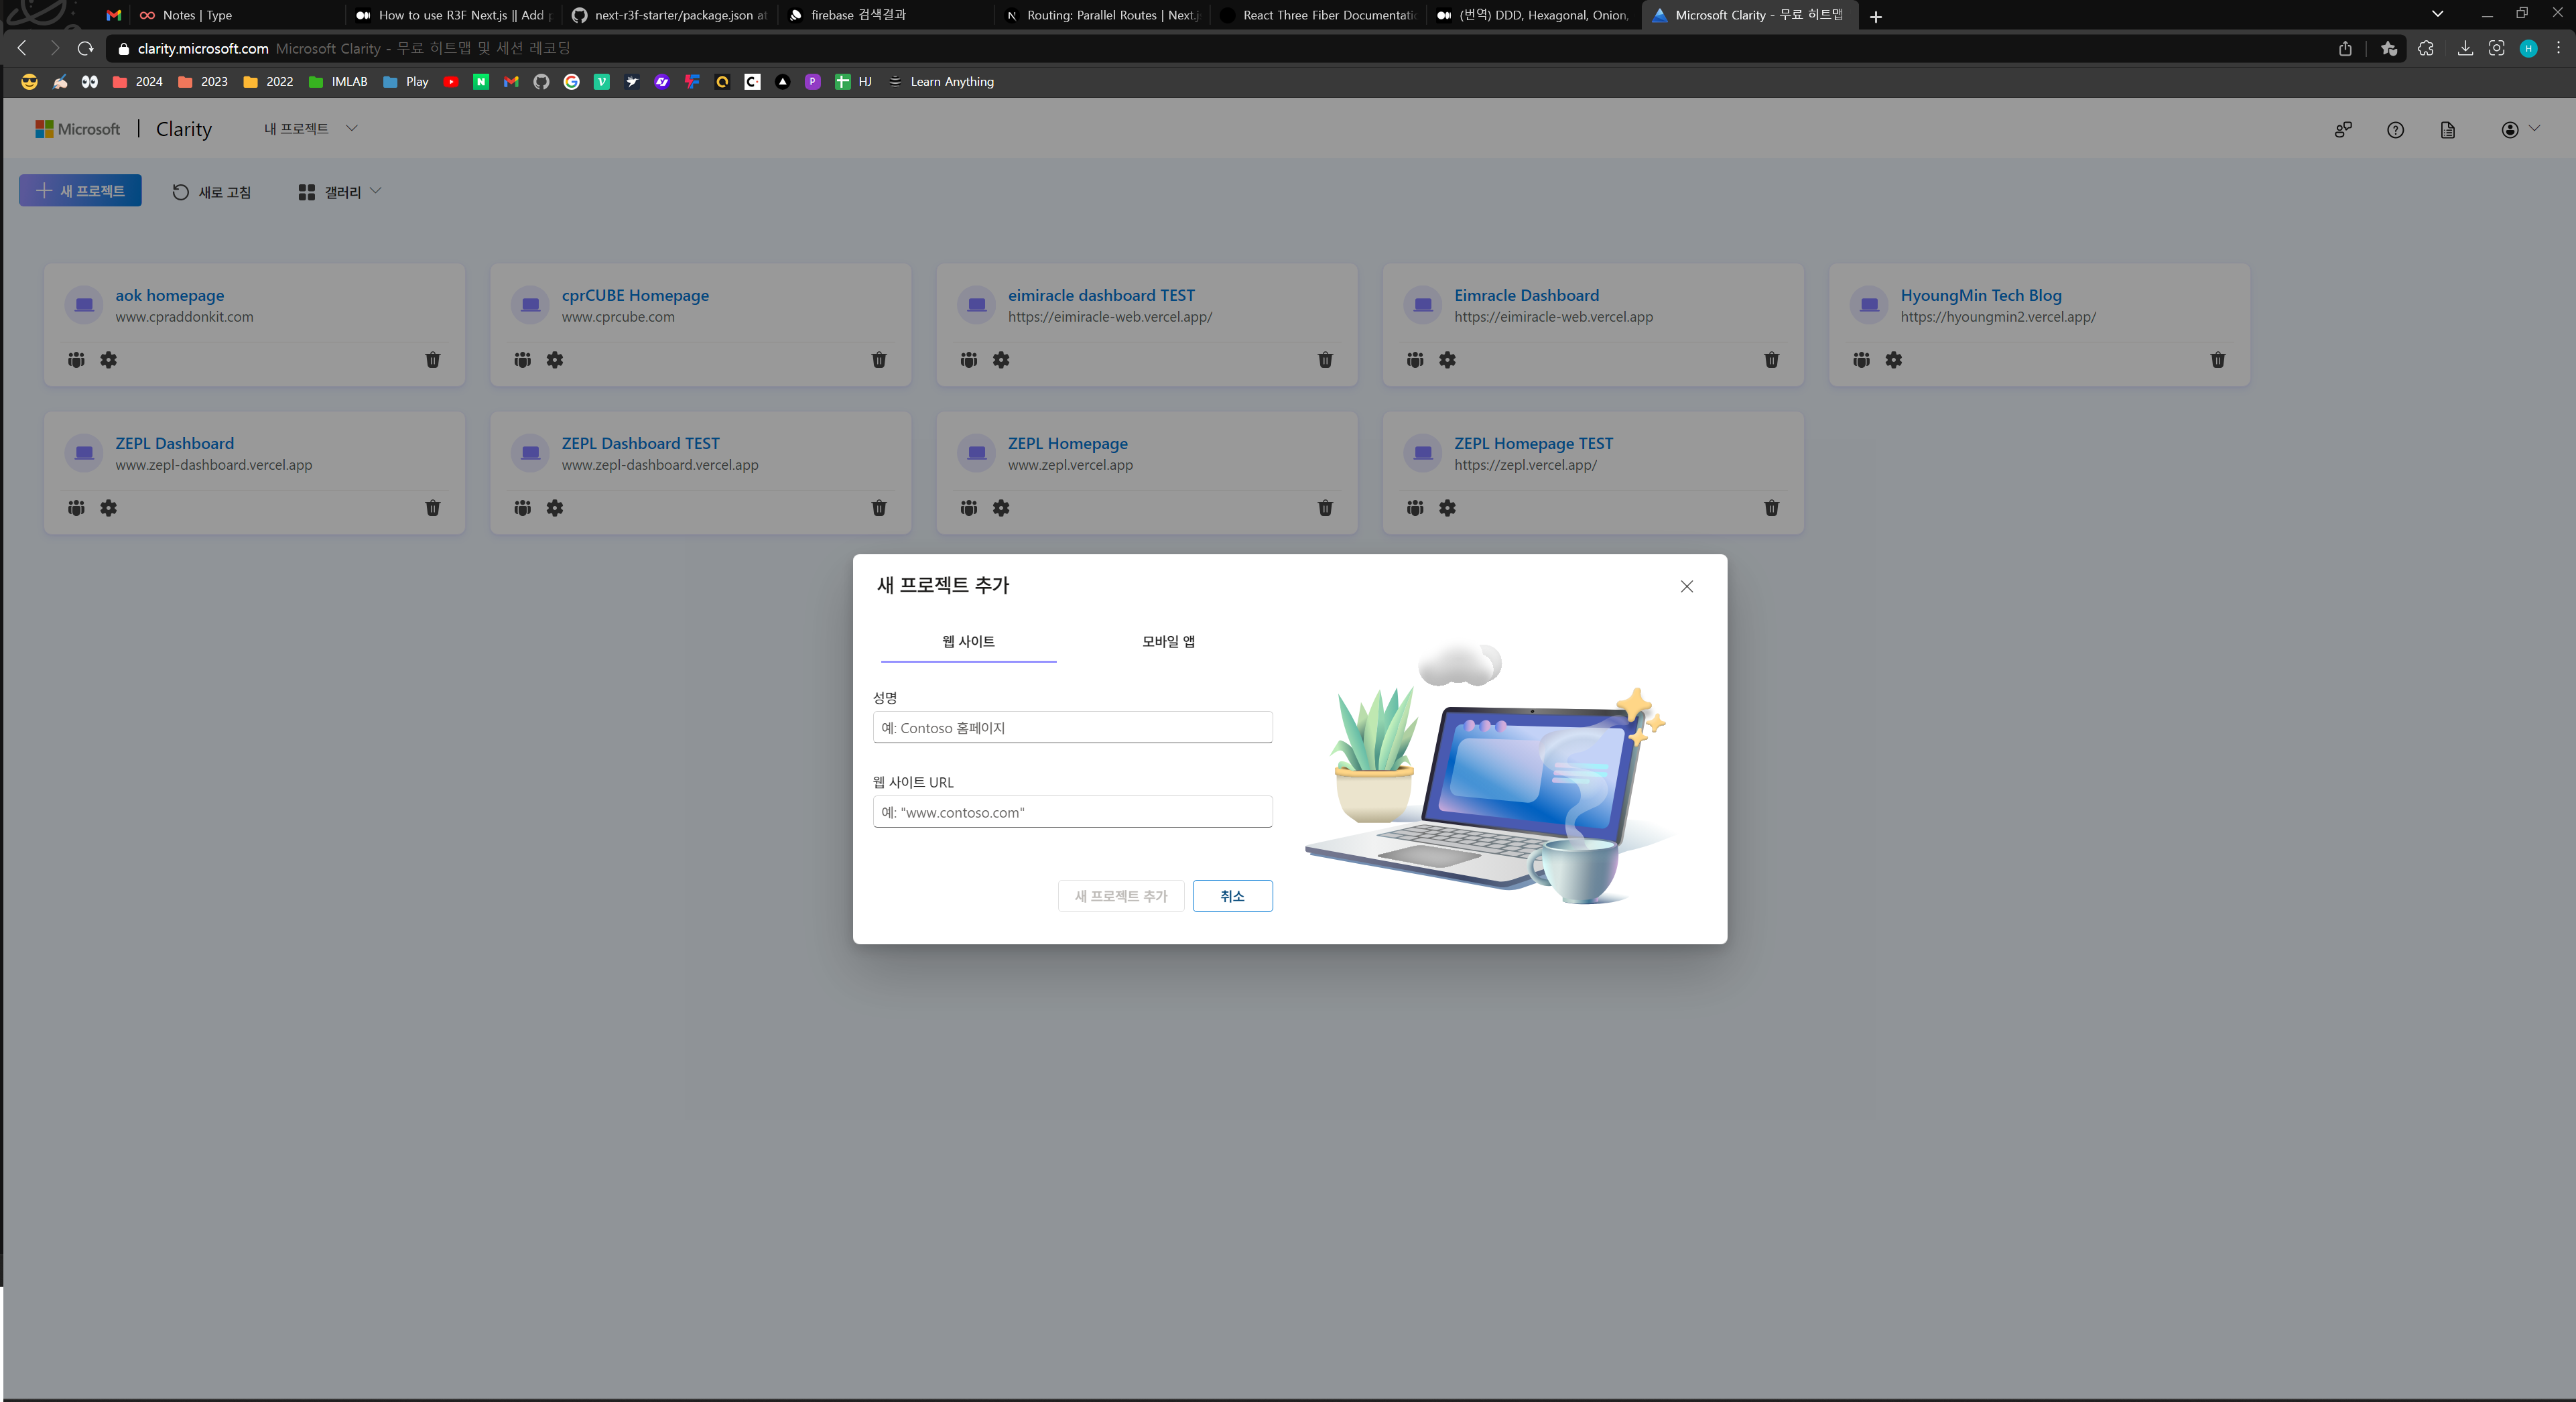 Notes | Type
How to use R3F Next.js || Add p
next-r3f-starter/package.json at
firebase 검색결과
Routing: Parallel Routes | Next.j
React Three Fiber Documentatic
(번역) DDD, Hexagonal, Onion,
Microsoft Clarity - 무료 히트맵
clarity.microsoft.com Microsoft Clarity - 무료 히트맵 및 세션 레코딩
H
2024
2023
2022
IMLAB
Play
HJ
Learn Anything
Microsoft | Clarity
내 프로젝트
새 프로젝트
새로 고침
갤러리
aok homepage
www.cpraddonkit.com
cprCUBE Homepage
www.cprcube.com
eimiracle dashboard TEST
https://eimiracle-web.vercel.app/
Eimracle Dashboard
https://eimiracle-web.vercel.app
HyoungMin Tech Blog
https://hyoungmin2.vercel.app/
ZEPL Dashboard
www.zepl-dashboard.vercel.app
ZEPL Dashboard TEST
www.zepl-dashboard.vercel.app
ZEPL Homepage
www.zepl.vercel.app
ZEPL Homepage TEST
https://zepl.vercel.app/
새 프로젝트 추가
웹 사이트
모바일 앱
성명
예: Contoso 홈페이지
웹 사이트 URL
예: "www.contoso.com"
새 프로젝트 추가
취소